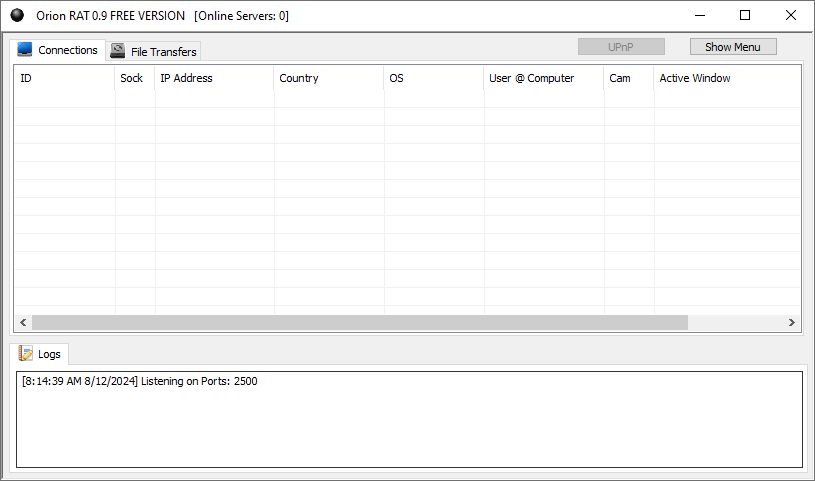 Orion RAT 0.9 FREE VERSION [Online Servers: 0]
Connections File Transfers UPnP Show Menu
ID Sock IP Address Country OS User @ Computer Cam Active Window
Logs
[8:14:39 AM 8/12/2024] Listening on Ports: 2500